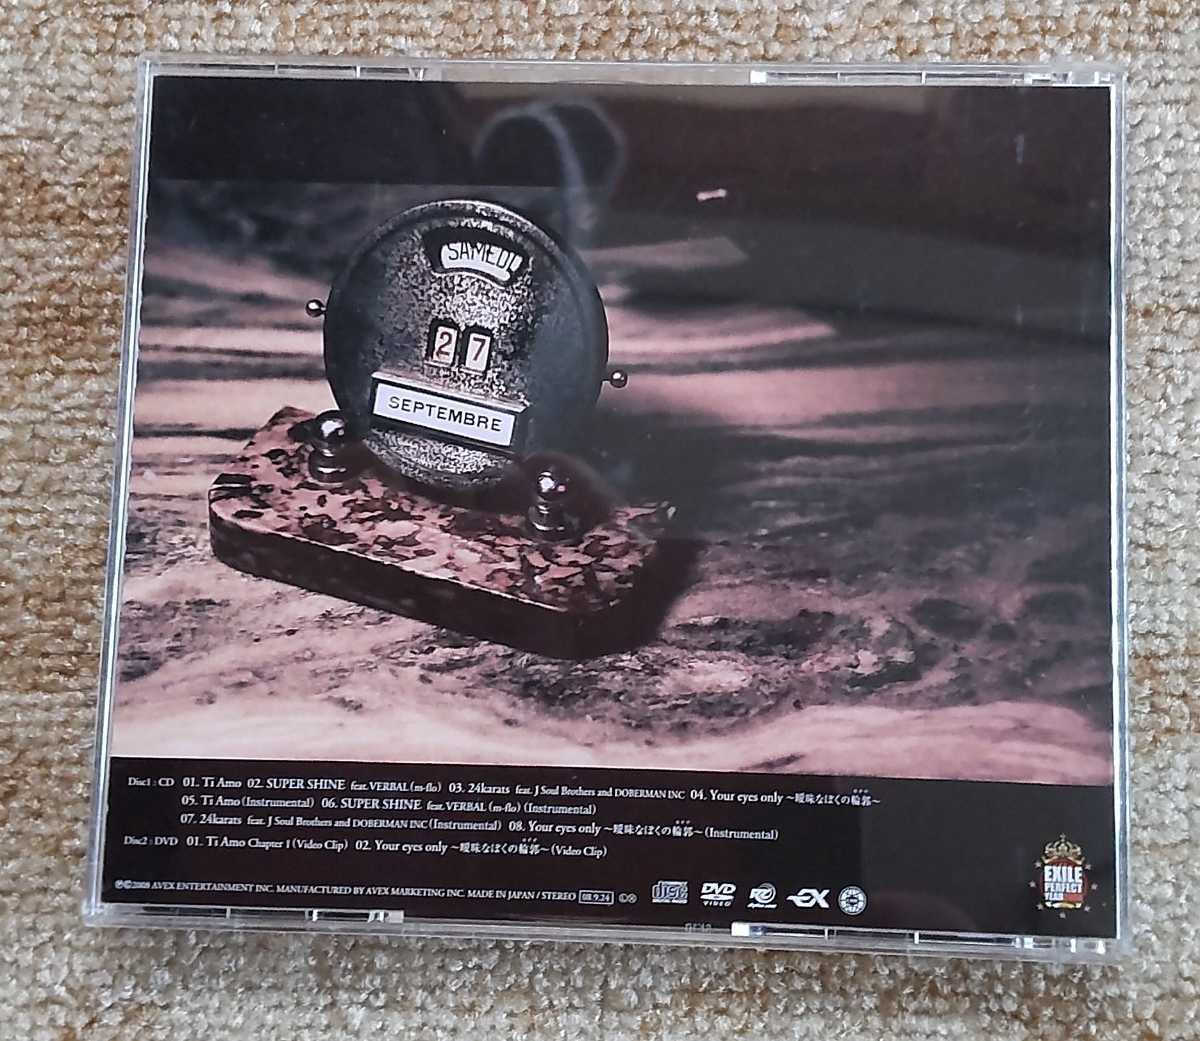 SAMEDI
27
SEPTEMBRE
Disc1 : CD 01. Ti Amo 02. SUPER SHINE feat. VERBAL (m-flo) 03. 24karats feat. J Soul Brothers and DOBERMAN INC 04. Your eyes only ～曖昧なぼくの輪郭～
05. Ti Amo (Instrumental) 06. SUPER SHINE feat. VERBAL (m-flo) (Instrumental)
07. 24karats feat. J Soul Brothers and DOBERMAN INC (Instrumental) 08. Your eyes only ～曖昧なぼくの輪郭～ (Instrumental)
Disc2 : DVD 01. Ti Amo Chapter 1 (Video Clip) 02. Your eyes only ～曖昧なぼくの輪郭～ (Video Clip)
℗©2008 AVEX ENTERTAINMENT INC. MANUFACTURED BY AVEX MARKETING INC. MADE IN JAPAN / STEREO 08.9.24
disc DVD VIDEO EX
EXILE
PERFECT
YEAR